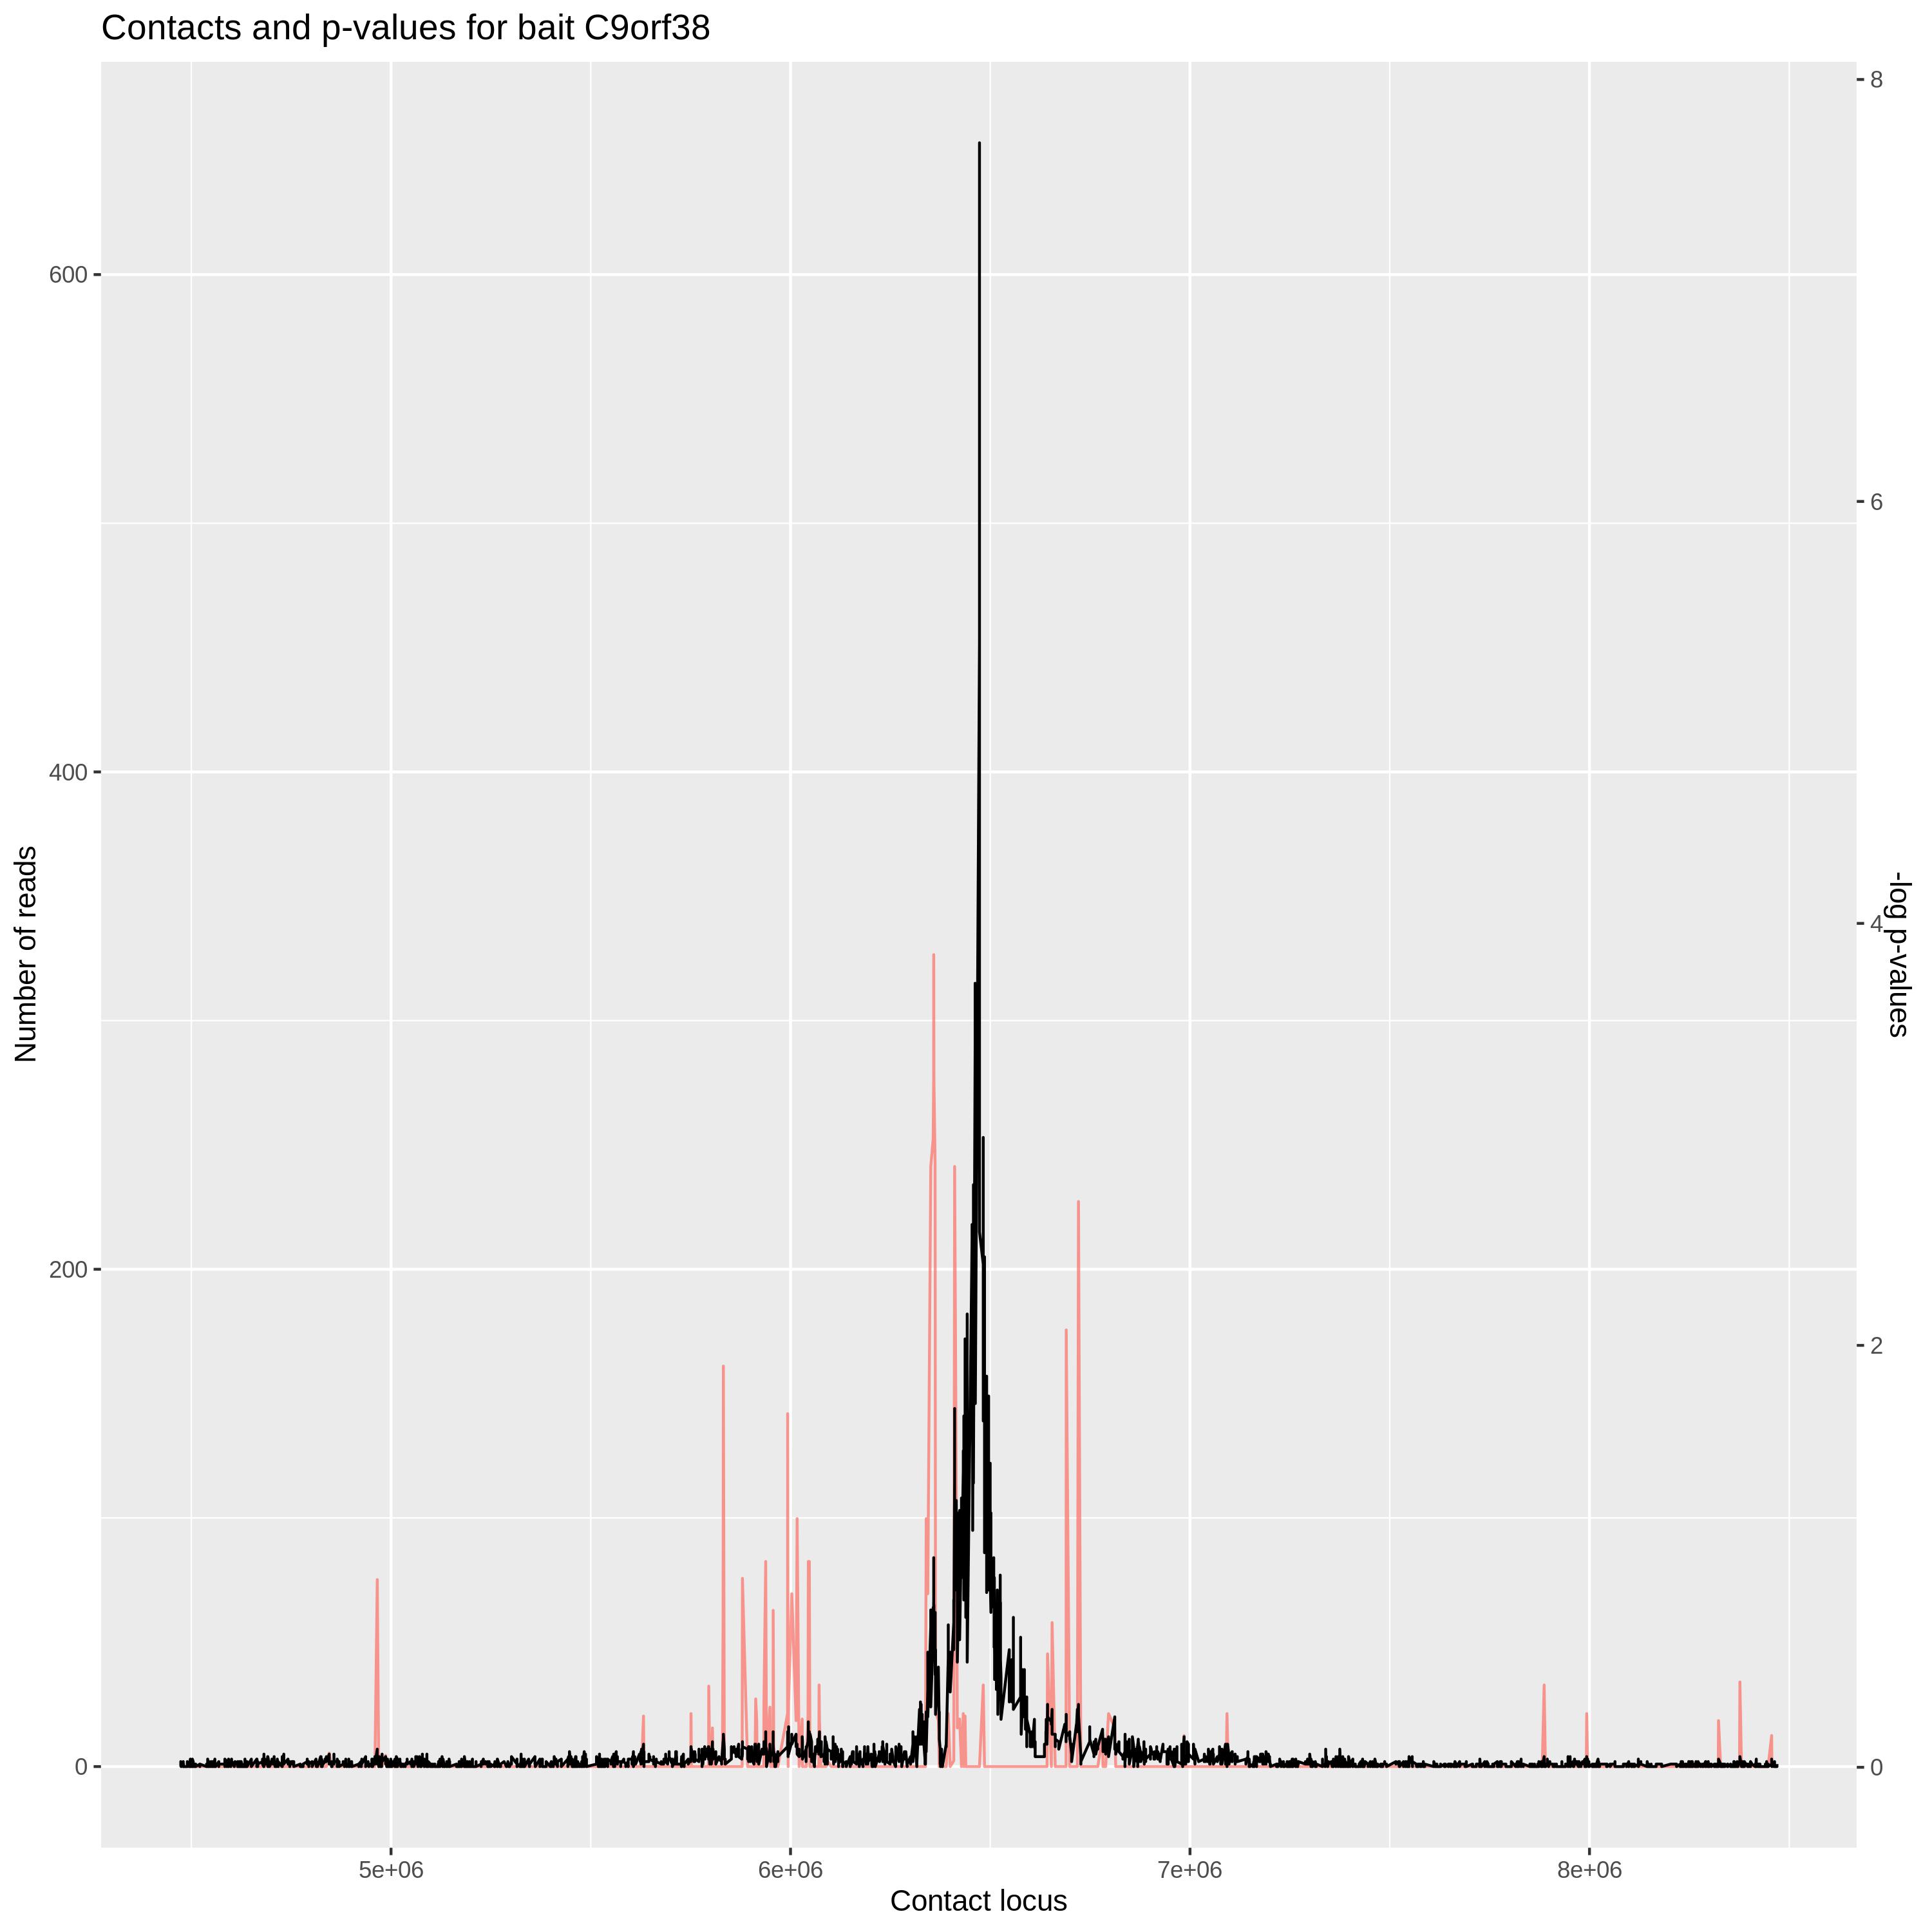 Contacts and p-values for bait C9orf38
Number of reads
600
400
200
0
8
6
4
2
0
-log p-values
5e+06 6e+06 7e+06 8e+06
Contact locus